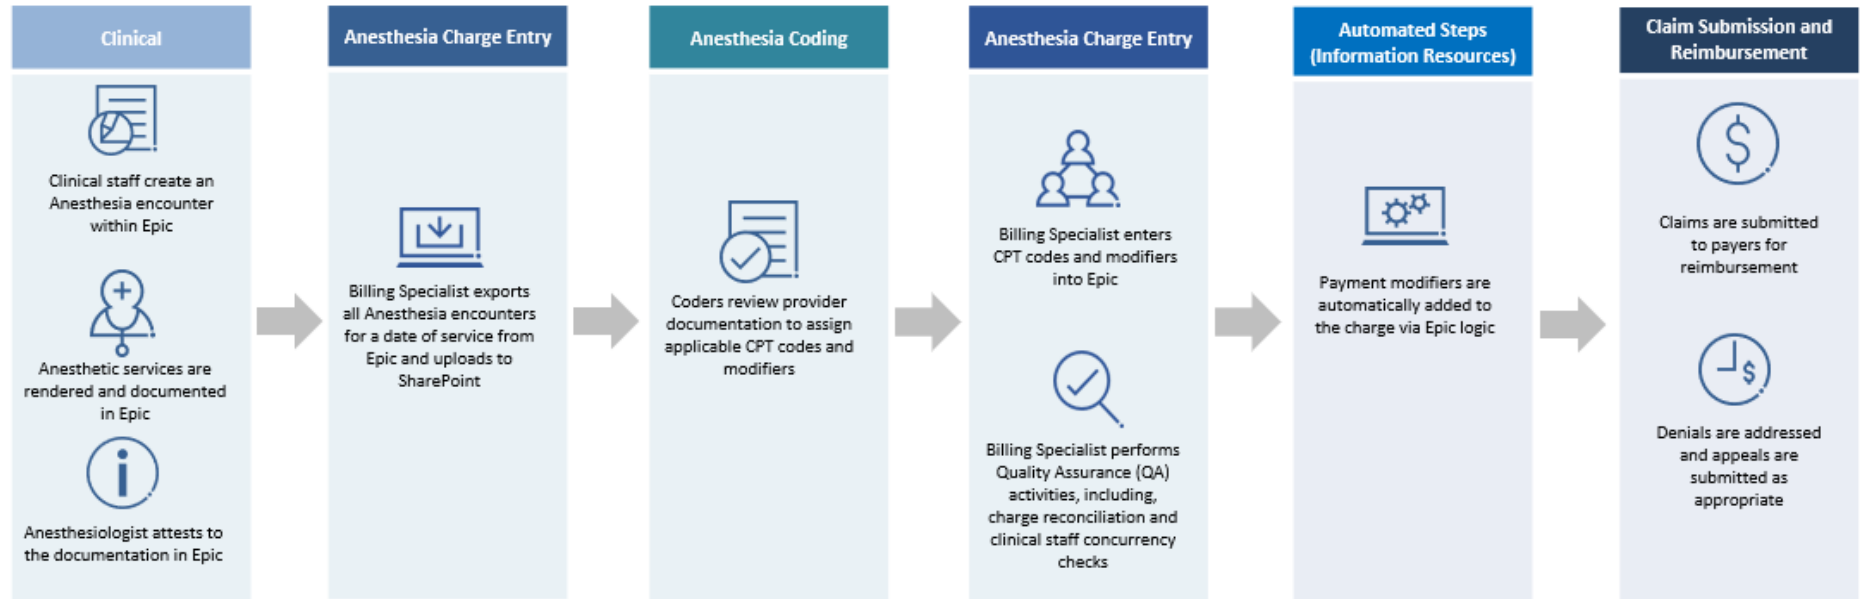 Clinical
Clinical staff create an
Anesthesia encounter
within Epic
Anesthetic services are
rendered and documented
in Epic
Anesthesiologist attests to
the documentation in Epic
Anesthesia Charge Entry
Billing Specialist exports
all Anesthesia encounters
for a date of service from
Epic and uploads to
SharePoint
Anesthesia Coding
Coders review provider
documentation to assign
applicable CPT codes and
modifiers
Anesthesia Charge Entry
Billing Specialist enters
CPT codes and modifiers
into Epic
Billing Specialist performs
Quality Assurance (QA)
activities, including,
charge reconciliation and
clinical staff concurrency
checks
Automated Steps
(Information Resources)
Payment modifiers are
automatically added to
the charge via Epic logic
Claim Submission and
Reimbursement
$
Claims are submitted
to payers for
reimbursement
$
Denials are addressed
and appeals are
submitted as
appropriate